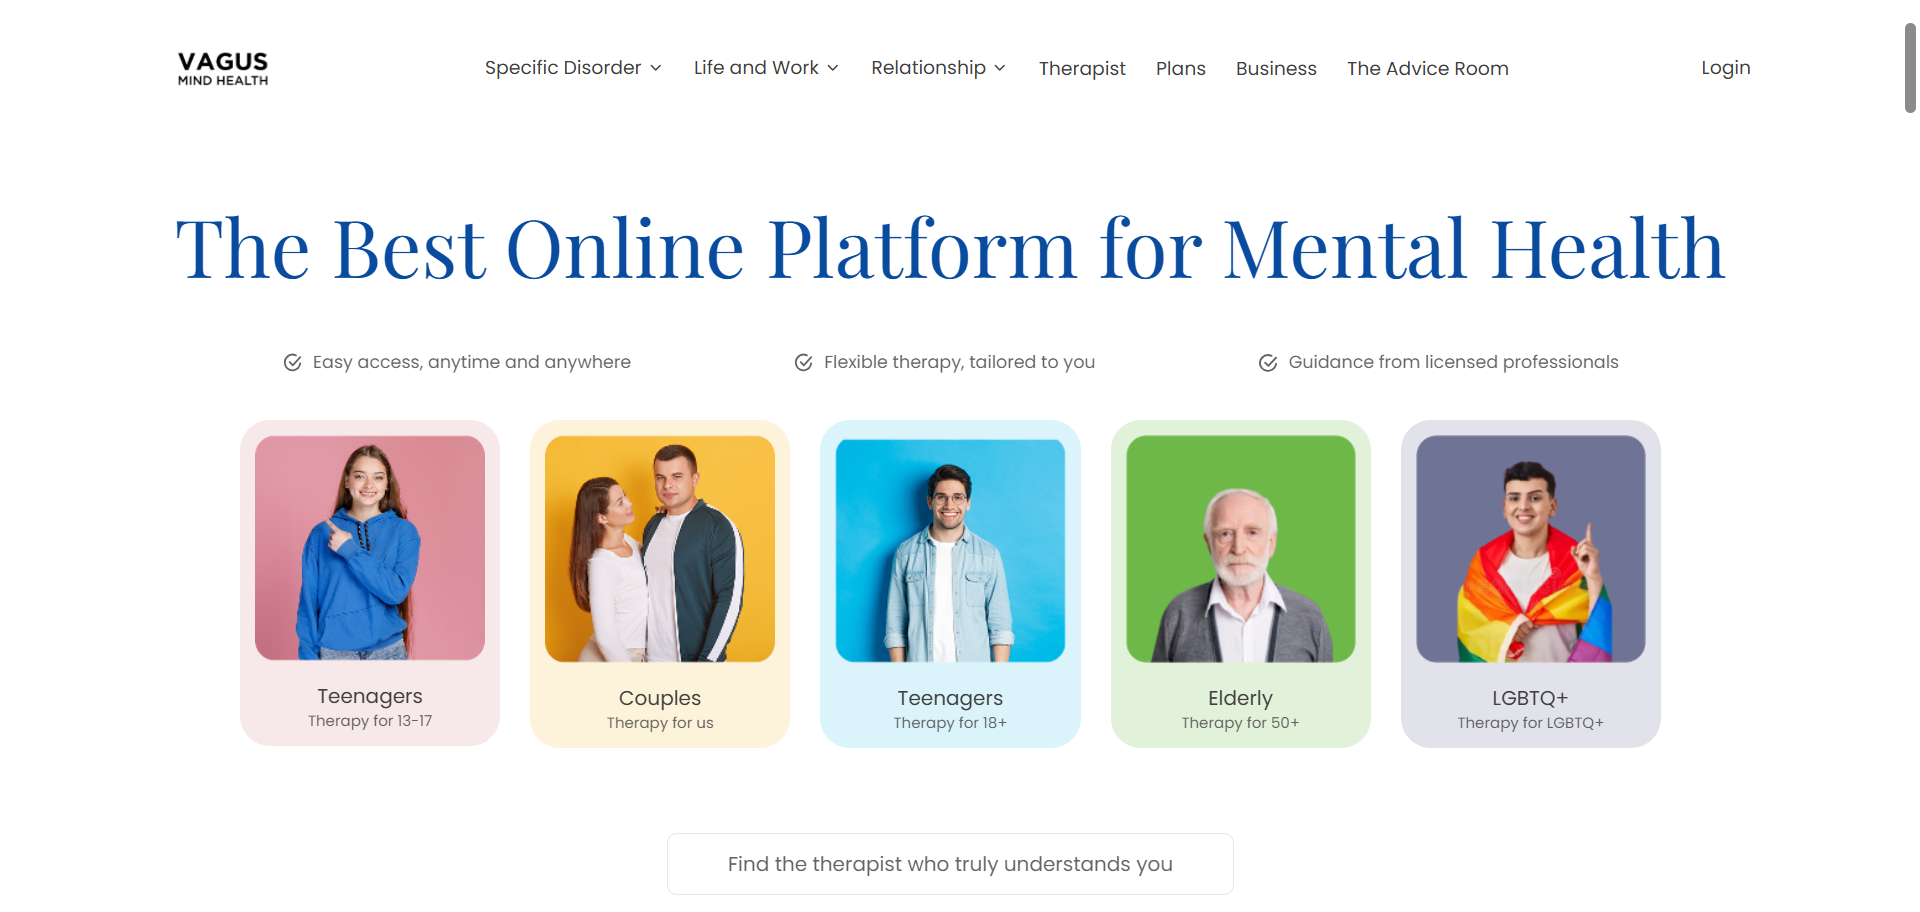 VAGUS
MIND HEALTH
Specific Disorder
Life and Work
Relationship
Therapist
Plans
Business
The Advice Room
Login
The Best Online Platform for Mental Health
Easy access, anytime and anywhere
Flexible therapy, tailored to you
Guidance from licensed professionals
Teenagers
Therapy for 13-17
Couples
Therapy for us
Teenagers
Therapy for 18+
Elderly
Therapy for 50+
LGBTQ+
Therapy for LGBTQ+
Find the therapist who truly understands you